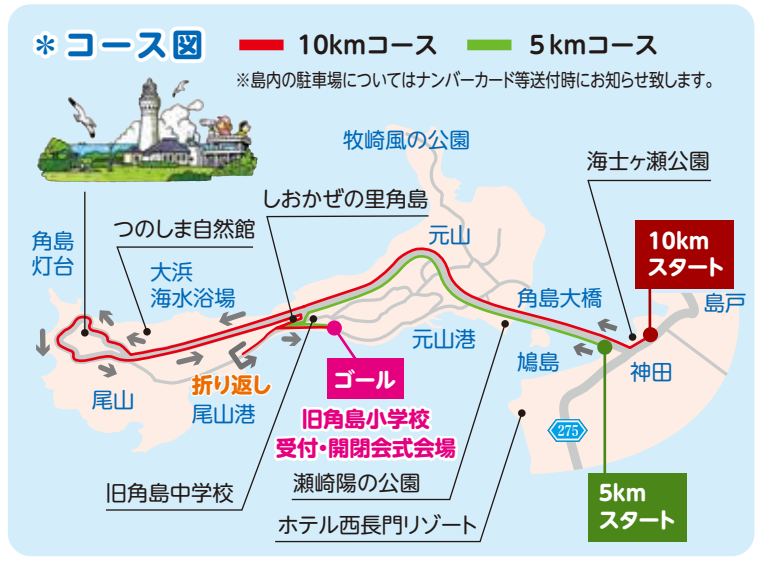 ＊コース図
10kmコース
5kmコース
※島内の駐車場についてはナンバーカード等送付時にお知らせ致します。
牧崎風の公園
海士ヶ瀬公園
しおかぜの里角島
つのしま自然館
角島
灯台
大浜
海水浴場
元山
10km
スタート
角島大橋
島戸
元山港
鳩島
神田
折り返し
ゴール
尾山
尾山港
旧角島小学校
受付・開閉会式会場
275
旧角島中学校
瀬崎陽の公園
5km
スタート
ホテル西長門リゾート